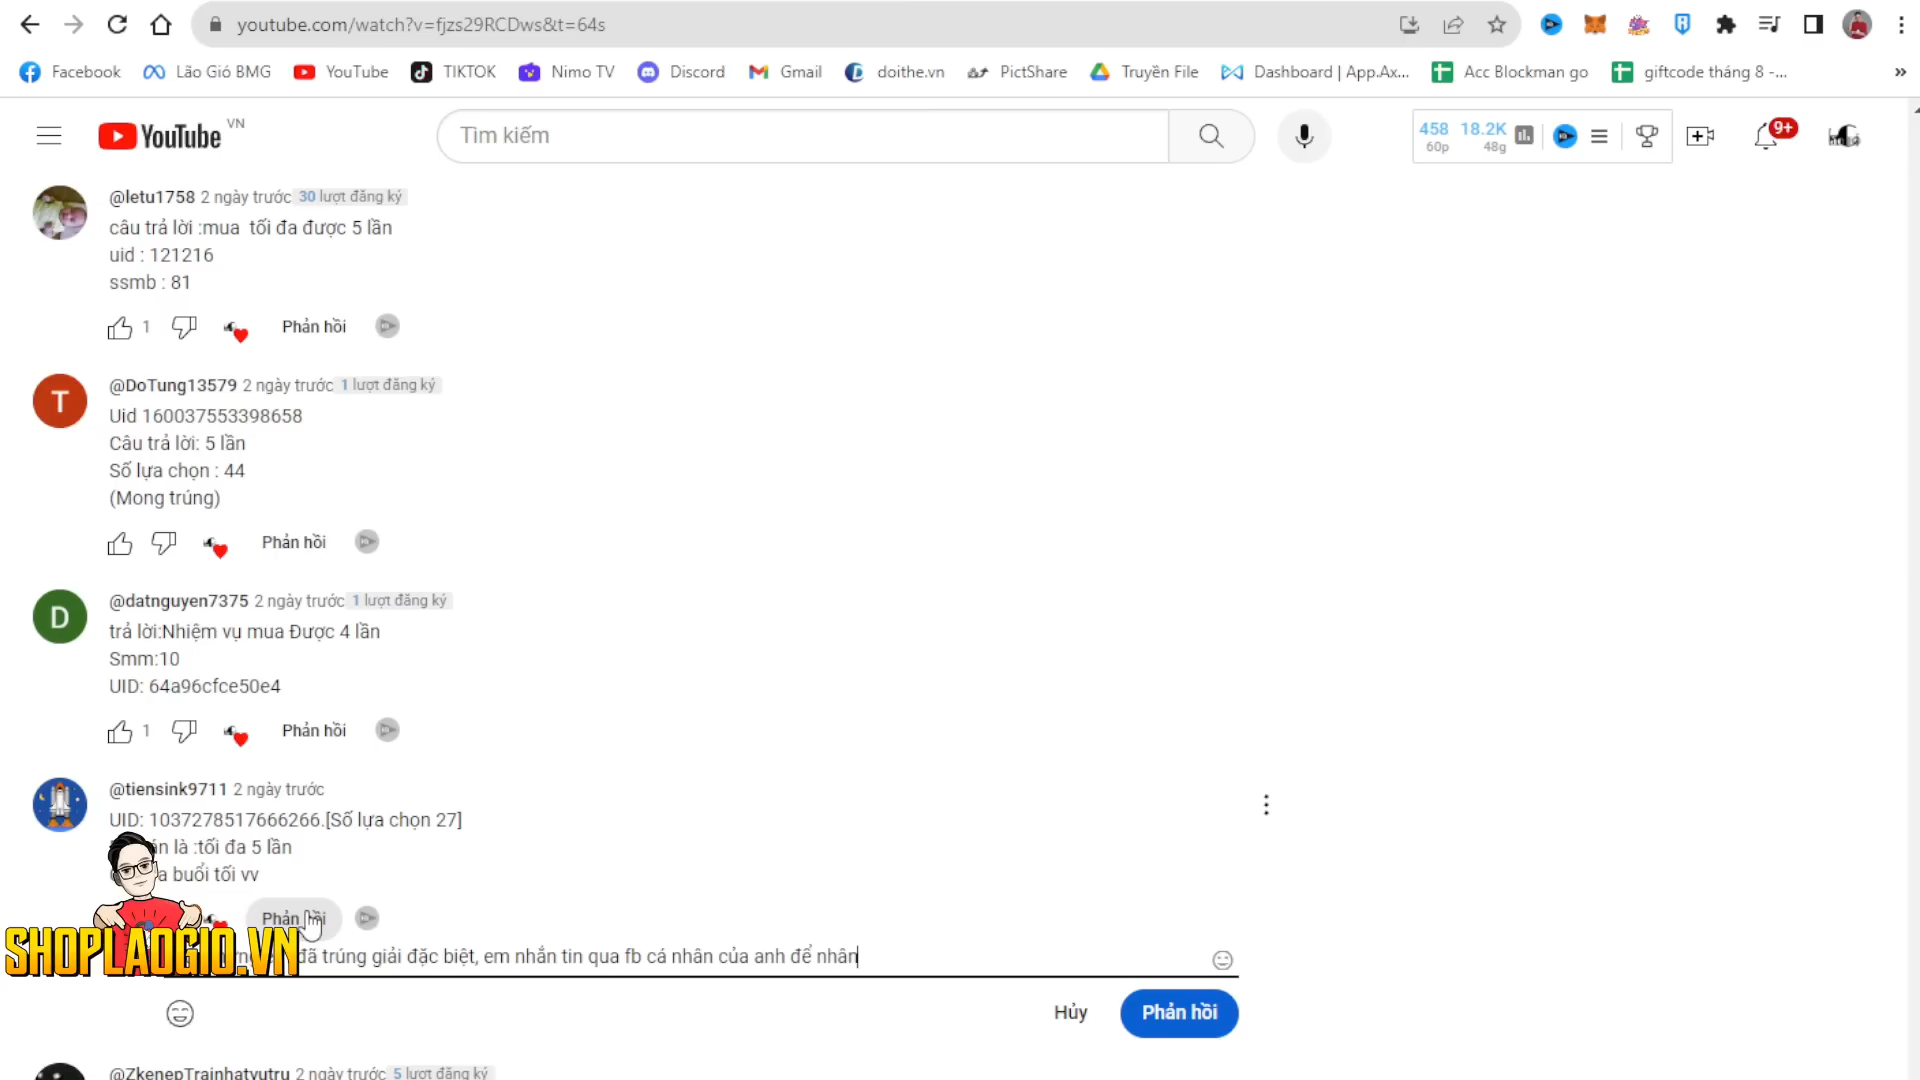 youtube.com/watch?v=fjzs29RCDws&t=64s
Facebook
Lão Gió BMG
YouTube
TIKTOK
Nimo TV
Discord
Gmail
doithe.vn
PictShare
Truyền File
Dashboard | App.Ax...
Acc Blockman go
giftcode tháng 8 -...
»
YouTube VN
Tìm kiếm
458 18.2K
60p 48g
9+
@letu1758 2 ngày trước 30 lượt đăng ký
câu trả lời :mua tối đa được 5 lần
uid : 121216
ssmb : 81
1 Phản hồi
T
@DoTung13579 2 ngày trước 1 lượt đăng ký
Uid 160037553398658
Câu trả lời: 5 lần
Số lựa chọn : 44
(Mong trúng)
Phản hồi
D
@datnguyen7375 2 ngày trước 1 lượt đăng ký
trả lời:Nhiệm vụ mua Được 4 lần
Smm:10
UID: 64a96cfce50e4
1 Phản hồi
@tiensink9711 2 ngày trước
UID: 1037278517666266.[Số lựa chọn 27]
là :tối đa 5 lần
buổi tối vv
Phản hồi
đã trúng giải đặc biệt, em nhắn tin qua fb cá nhân của anh để nhân
SHOPLAOGIO.VN
Hủy Phản hồi
@ZkenepTrainhatvutru 2 ngày trước 5 lượt đăng ký